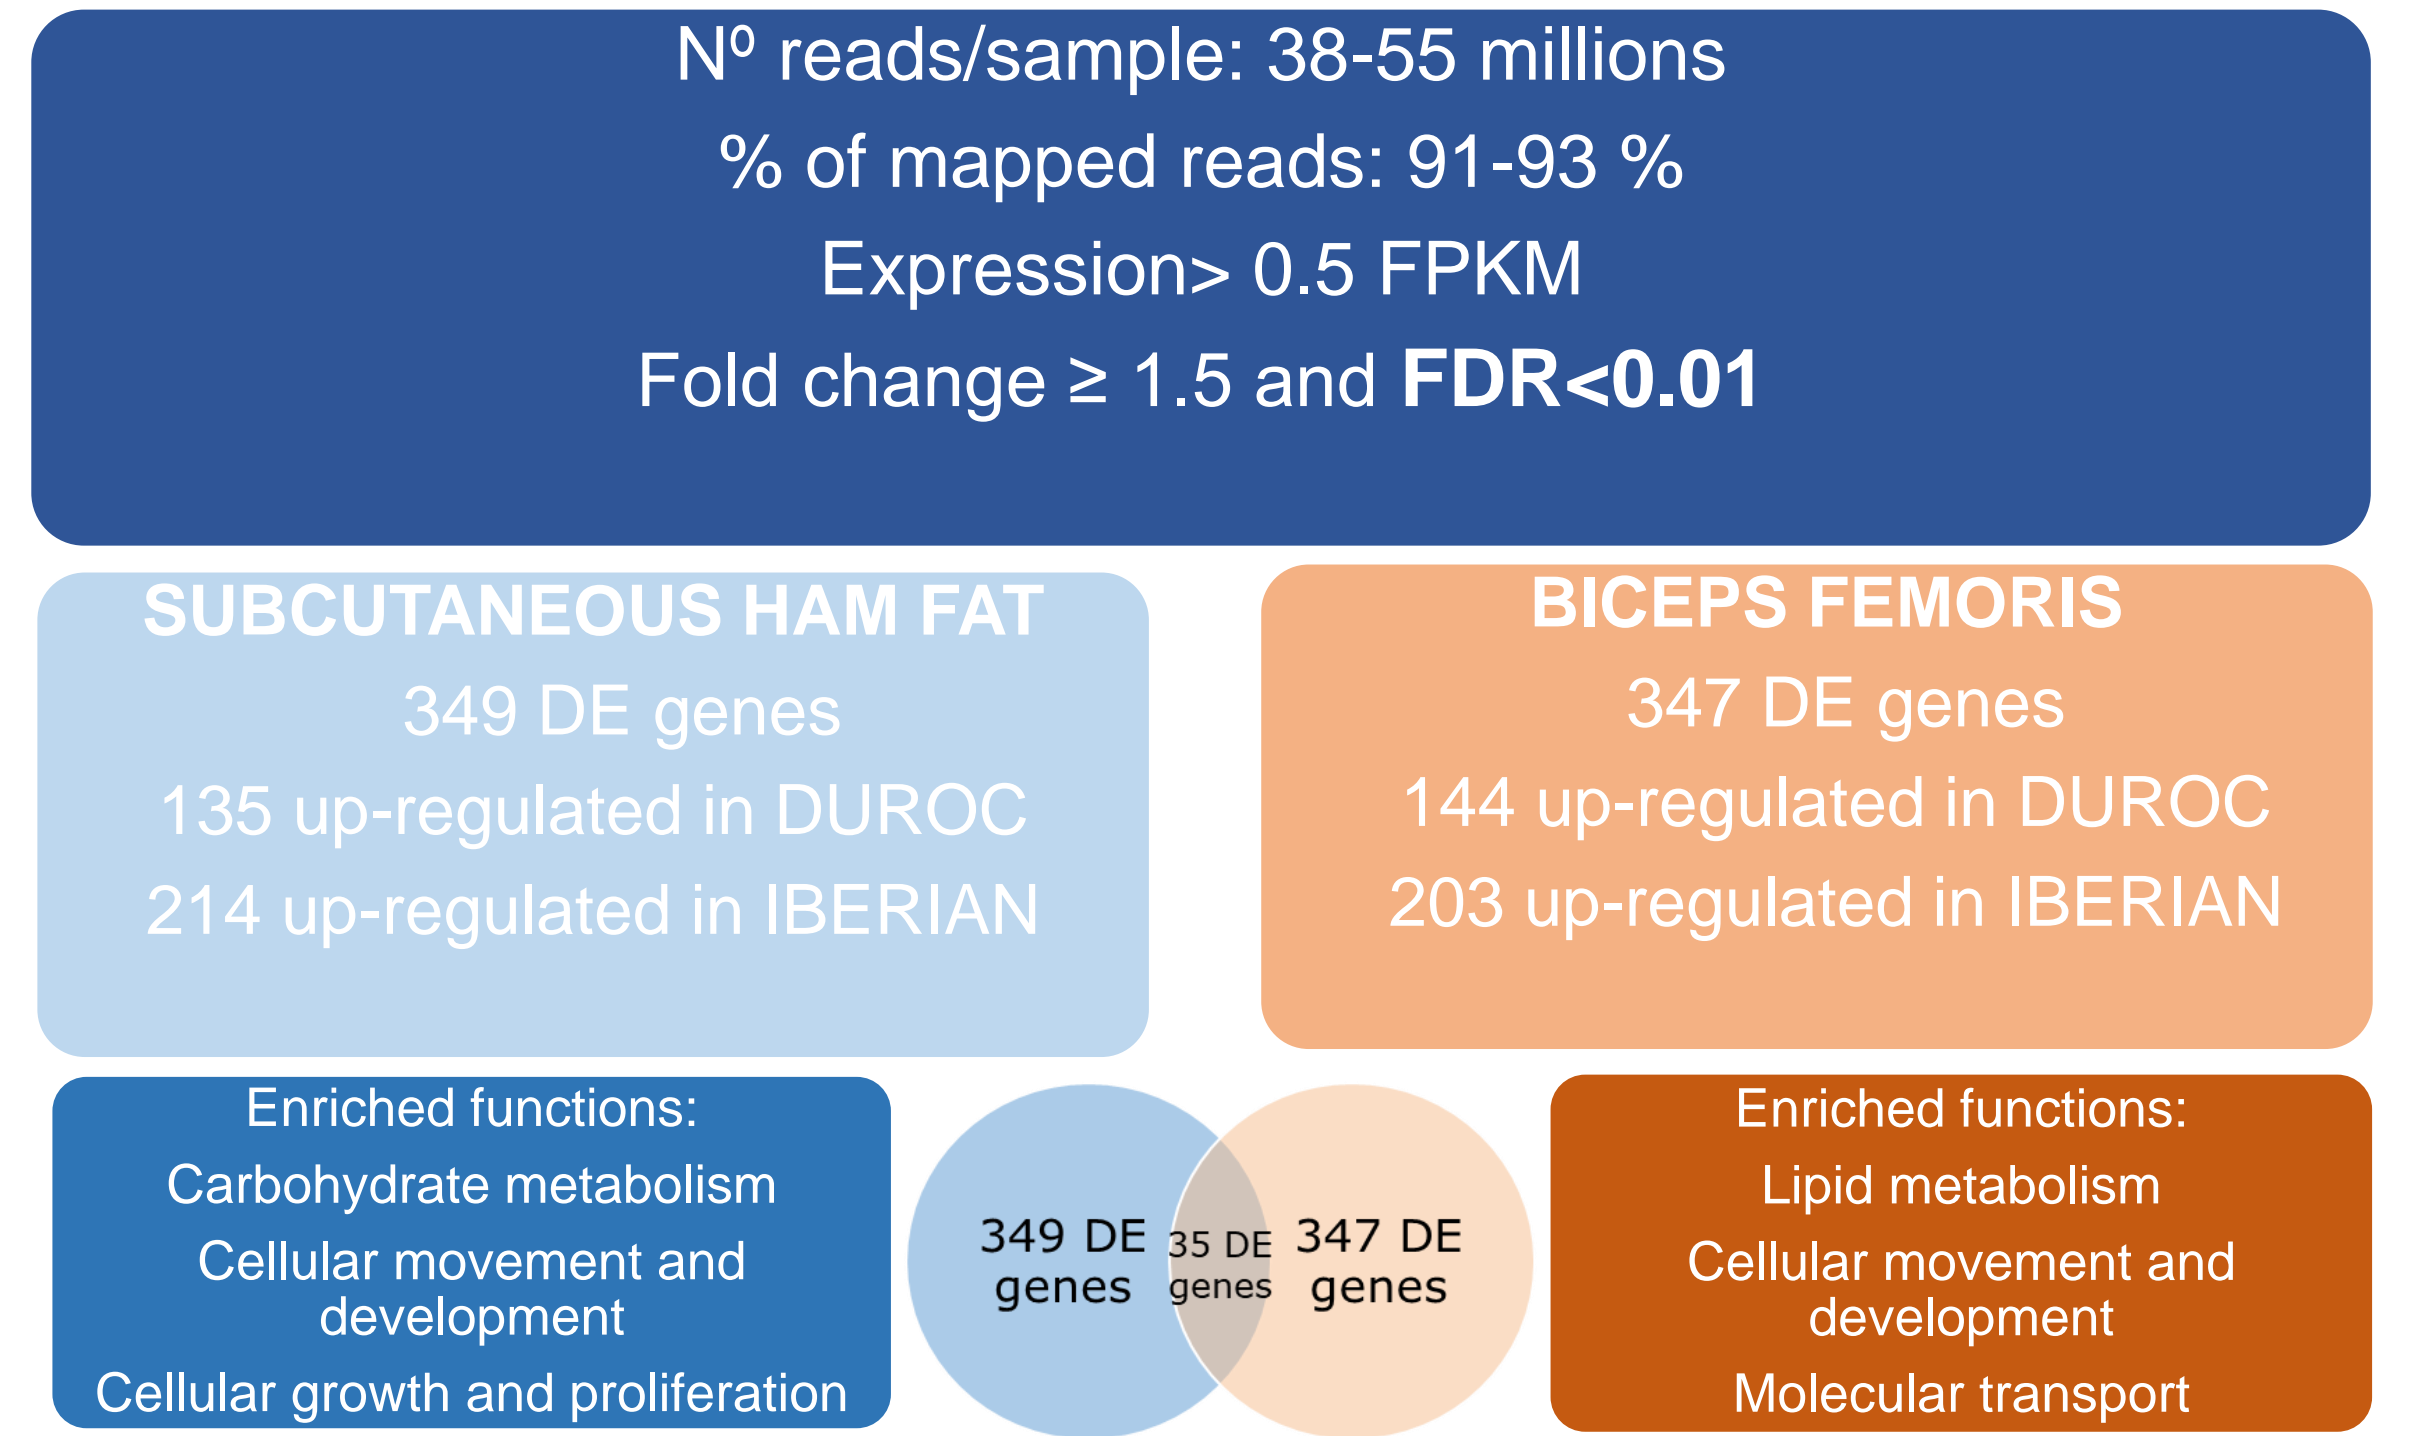 Nº reads/sample: 38-55 millions
% of mapped reads: 91-93 %
Expression> 0.5 FPKM
Fold change ≥ 1.5 and FDR<0.01
SUBCUTANEOUS HAM FAT
349 DE genes
135 up-regulated in DUROC
214 up-regulated in IBERIAN
BICEPS FEMORIS
347 DE genes
144 up-regulated in DUROC
203 up-regulated in IBERIAN
Enriched functions:
Carbohydrate metabolism
Cellular movement and
development
Cellular growth and proliferation
349 DE
genes
35 DE
genes
347 DE
genes
Enriched functions:
Lipid metabolism
Cellular movement and
development
Molecular transport